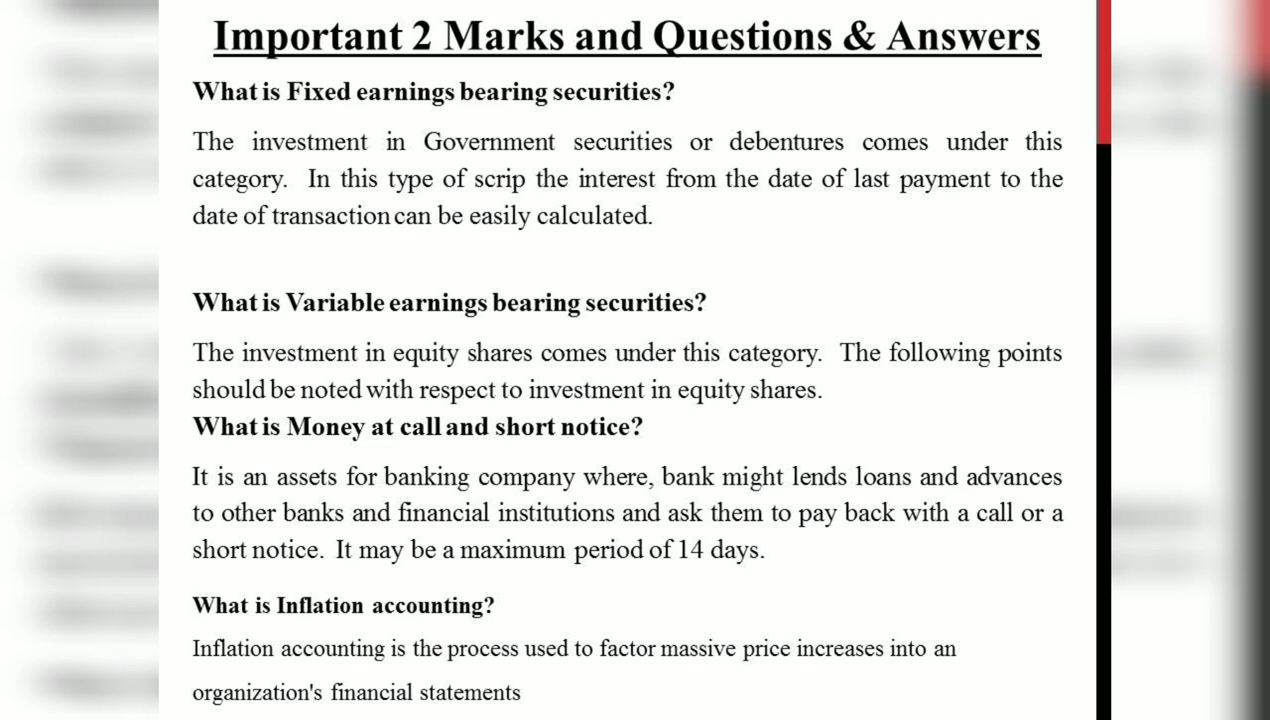 Important 2 Marks and Questions & Answers
What is Fixed earnings bearing securities?
The investment in Government securities or debentures comes under this
category. In this type of scrip the interest from the date of last payment to the
date of transaction can be easily calculated.
What is Variable earnings bearing securities?
The investment in equity shares comes under this category. The following points
should be noted with respect to investment in equity shares.
What is Money at call and short notice?
It is an assets for banking company where, bank might lends loans and advances
to other banks and financial institutions and ask them to pay back with a call or a
short notice. It may be a maximum period of 14 days.
What is Inflation accounting?
Inflation accounting is the process used to factor massive price increases into an
organization's financial statements